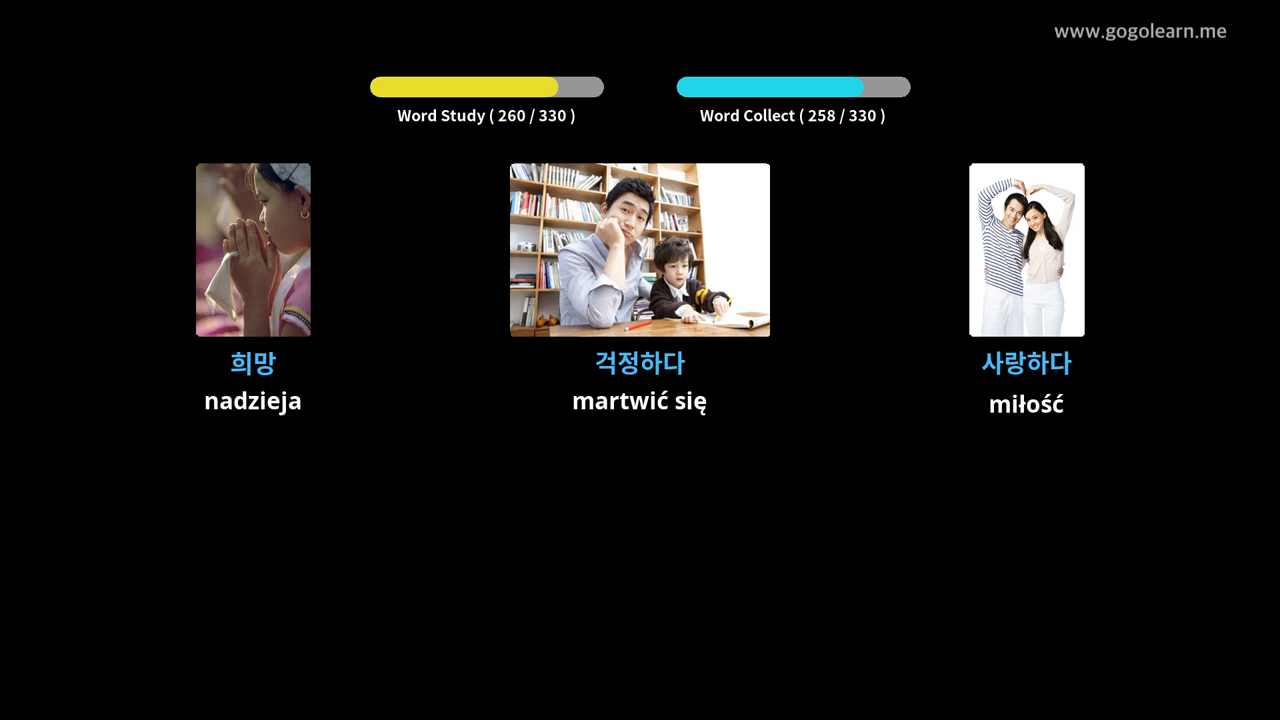 www.gogolearn.me
Word Study ( 260 / 330 )
Word Collect ( 258 / 330 )
희망
걱정하다
사랑하다
nadzieja
martwić się
miłość